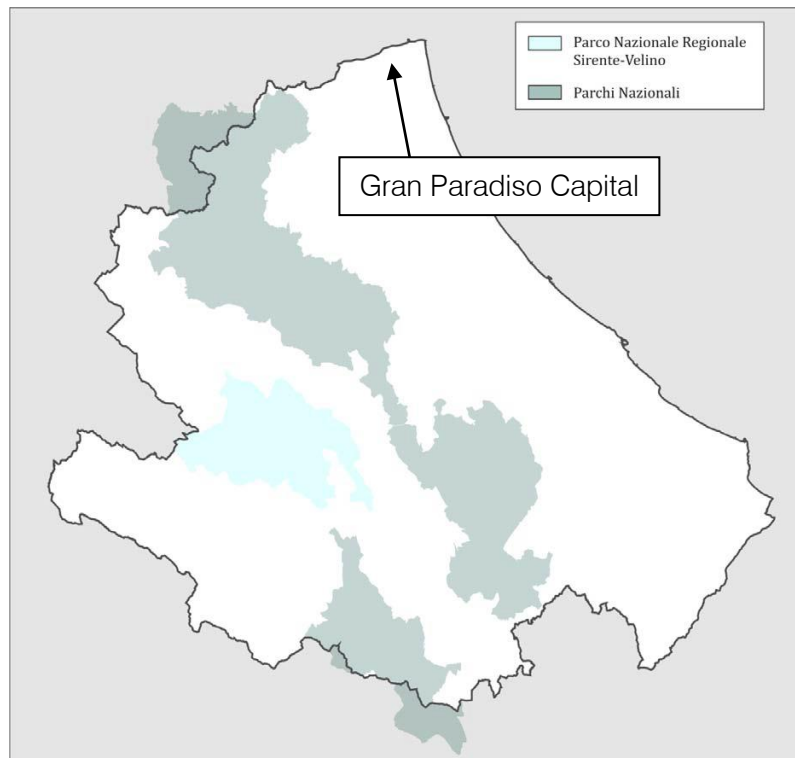 Parco Nazionale Regionale
Sirente-Velino
Parchi Nazionali
Gran Paradiso Capital